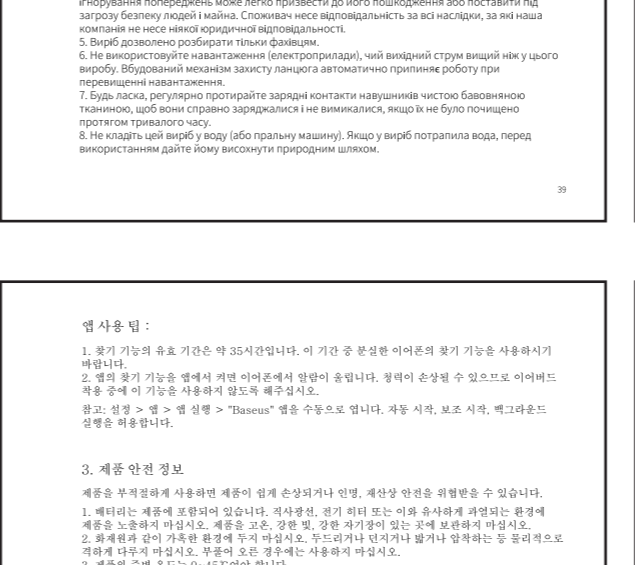 ігнорування попереджень може легко призвести до його пошкодження або поставити під
загрозу безпеку людей і майна. Споживач несе відповідальність за всі наслідки, за які наша
компанія не несе ніякої юридичної відповідальності.
5. Виріб дозволено розбирати тільки фахівцям.
6. Не використовуйте навантаження (електроприлади), чий вихідний струм вищий ніж у цього
виробу. Вбудований механізм захисту ланцюга автоматично припиняє роботу при
перевищенні навантаження.
7. Будь ласка, регулярно протирайте зарядні контакти навушників чистою бавовняною
тканиною, щоб вони справно заряджалися і не вимикалися, якщо їх не було почищено
протягом тривалого часу.
8. Не кладіть цей виріб у воду (або пральну машину). Якщо у виріб потрапила вода, перед
використанням дайте йому висохнути природним шляхом.
39
앱 사용 팁 :
1. 찾기 기능의 유효 기간은 약 35시간입니다. 이 기간 중 분실한 이어폰의 찾기 기능을 사용하시기
바랍니다.
2. 앱의 찾기 기능을 앱에서 켜면 이어폰에서 알람이 울립니다. 청력이 손상될 수 있으므로 이어버드
착용 중에 이 기능을 사용하지 않도록 해주십시오.
참고: 설정 > 앱 > 앱 실행 > "Baseus" 앱을 수동으로 엽니다. 자동 시작, 보조 시작, 백그라운드
실행을 허용합니다.
3. 제품 안전 정보
제품을 부적절하게 사용하면 제품이 쉽게 손상되거나 인명, 재산상 안전을 위협받을 수 있습니다.
1. 배터리는 제품에 포함되어 있습니다. 직사광선, 전기 히터 또는 이와 유사하게 과열되는 환경에
제품을 노출하지 마십시오. 제품을 고온, 강한 빛, 강한 자기장이 있는 곳에 보관하지 마십시오.
2. 화재원과 같이 가혹한 환경에 두지 마십시오. 두드리거나 던지거나 밟거나 압착하는 등 물리적으로
격하게 다루지 마십시오. 부풀어 오른 경우에는 사용하지 마십시오.